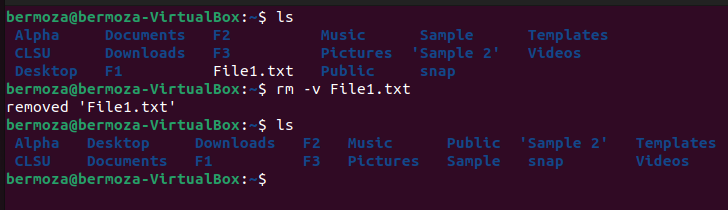 bermoza@bermoza-VirtualBox:~$ ls
Alpha Documents F2 Music Sample Templates
CLSU Downloads F3 Pictures 'Sample 2' Videos
Desktop F1 File1.txt Public snap
bermoza@bermoza-VirtualBox:~$ rm -v File1.txt
removed 'File1.txt'
bermoza@bermoza-VirtualBox:~$ ls
Alpha Desktop Downloads F2 Music Public 'Sample 2' Templates
CLSU Documents F1 F3 Pictures Sample snap Videos
bermoza@bermoza-VirtualBox:~$